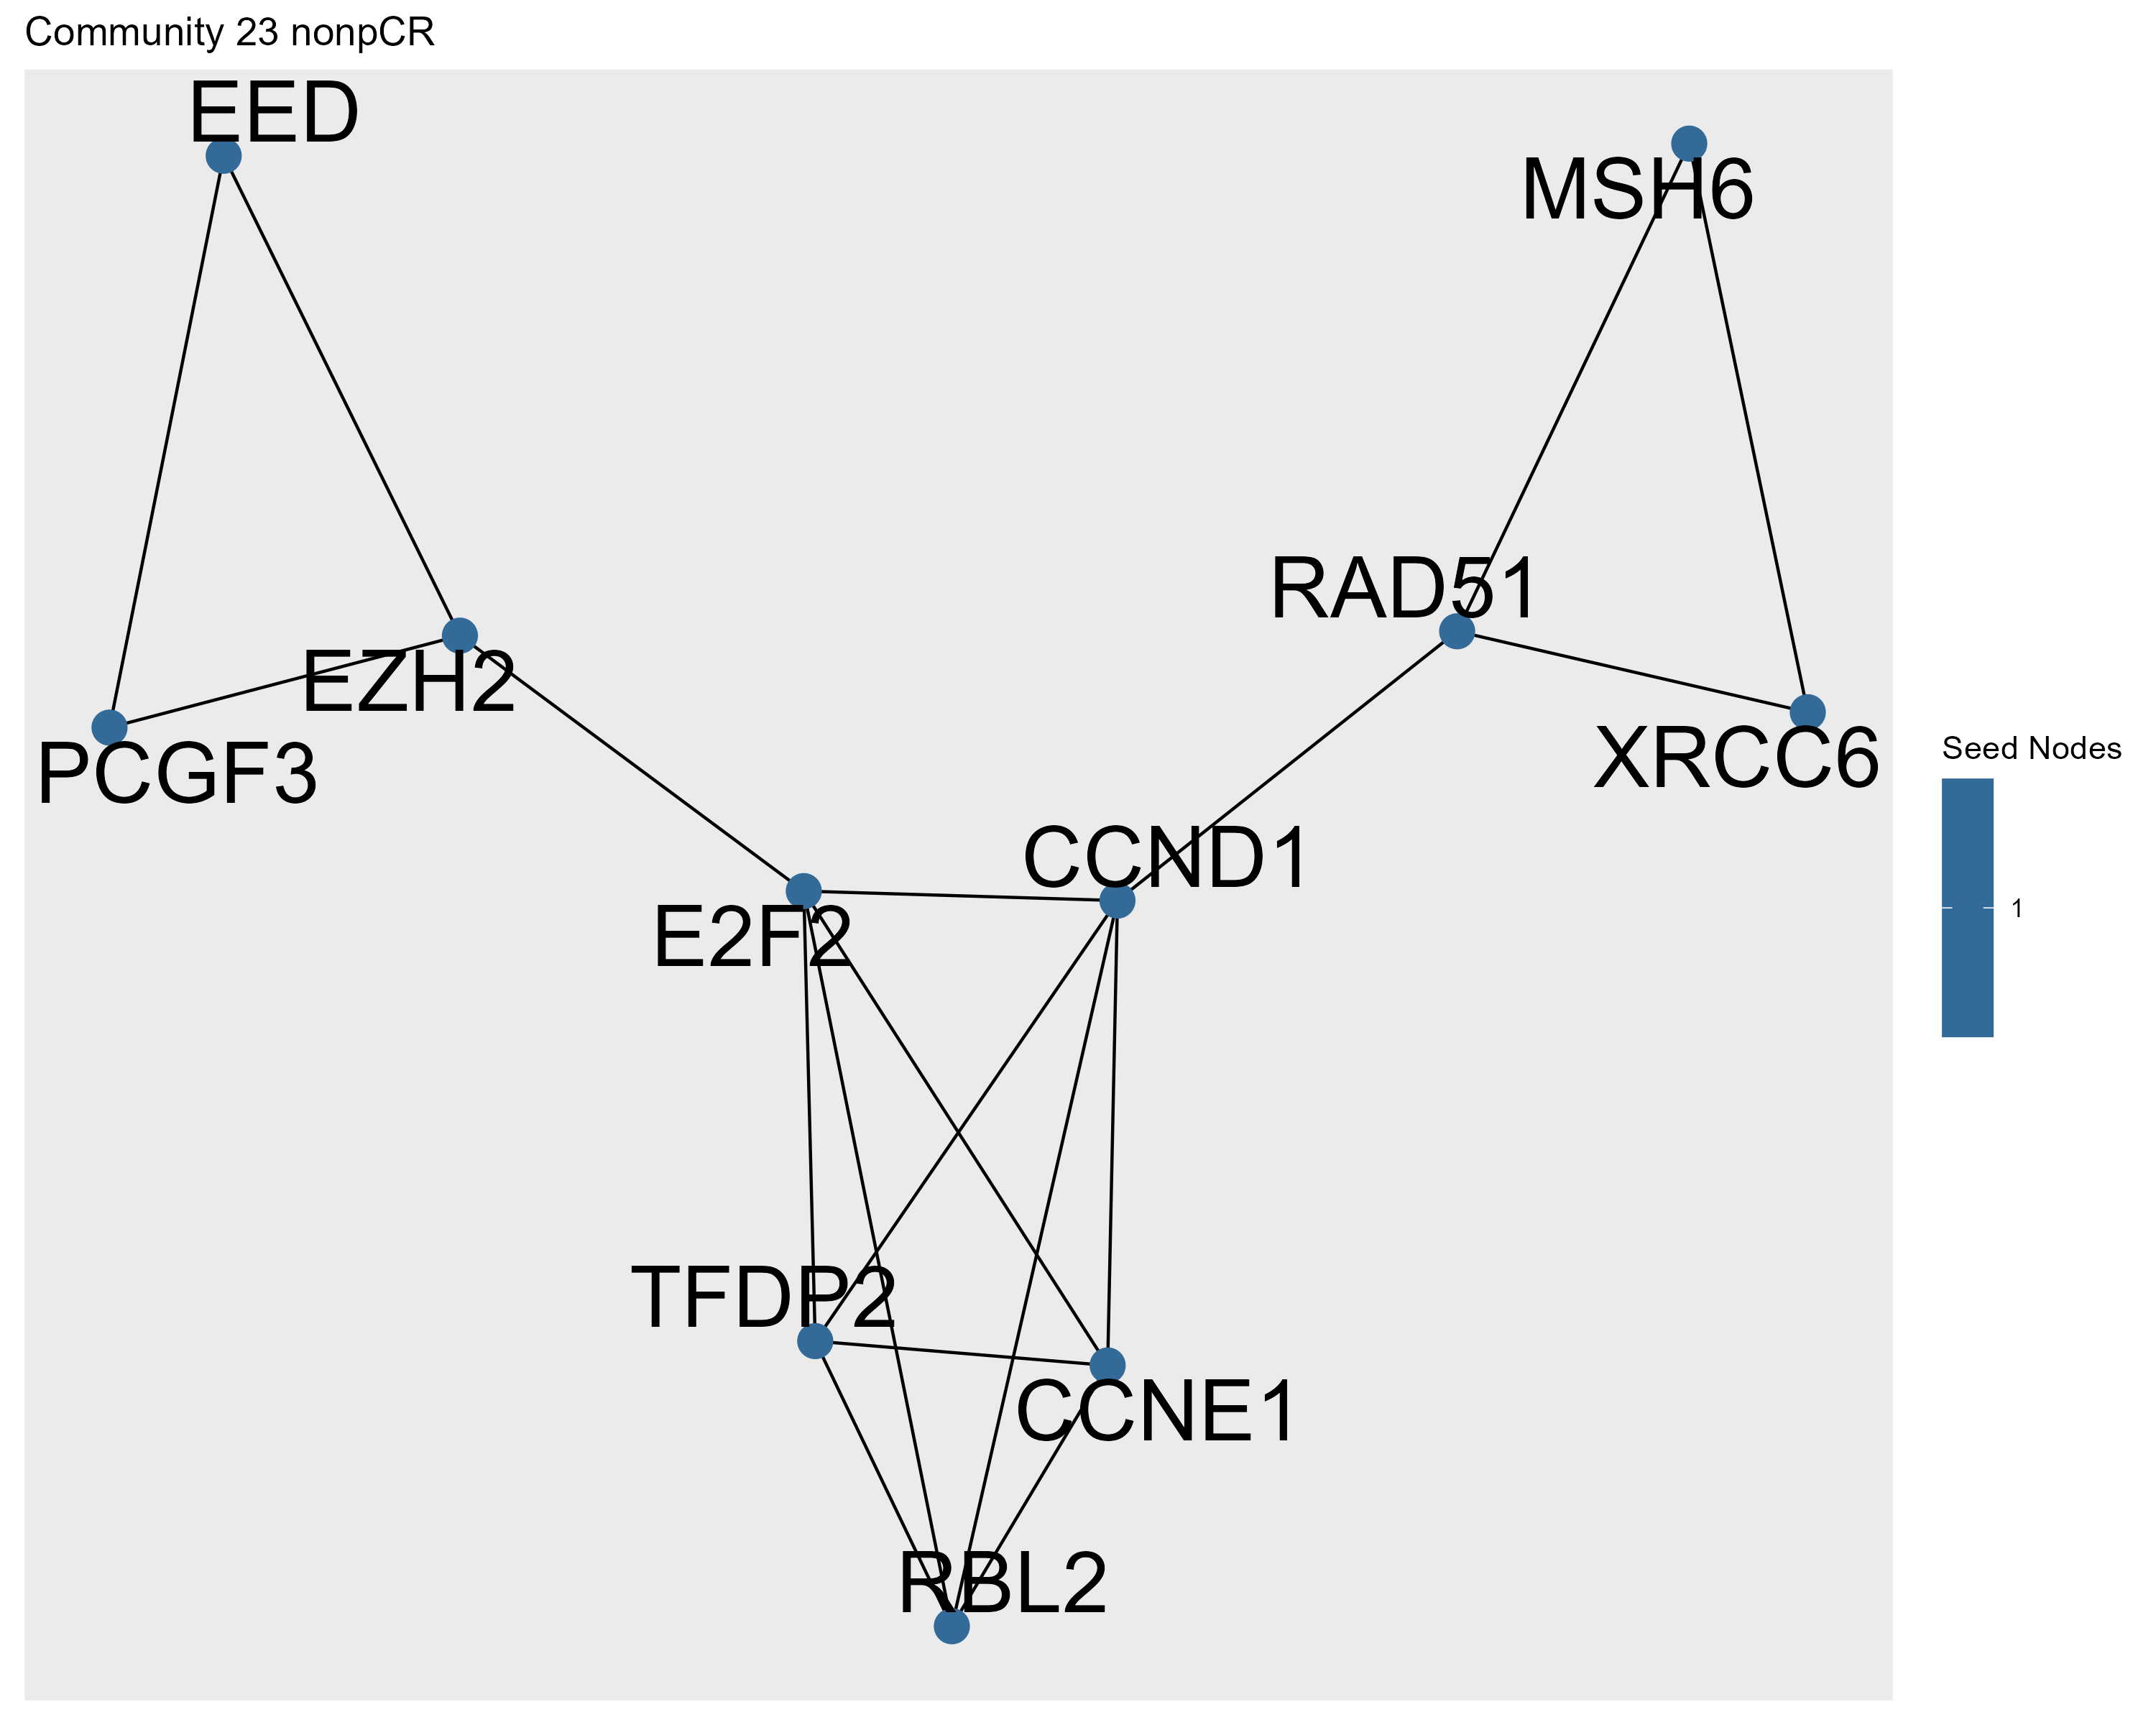 Community 23 nonpCR
EED
MSH6
RAD51
EZH2
PCGF3
XRCC6
Seed Nodes
CCND1
1
E2F2
TFDP2
CCNE1
RBL2